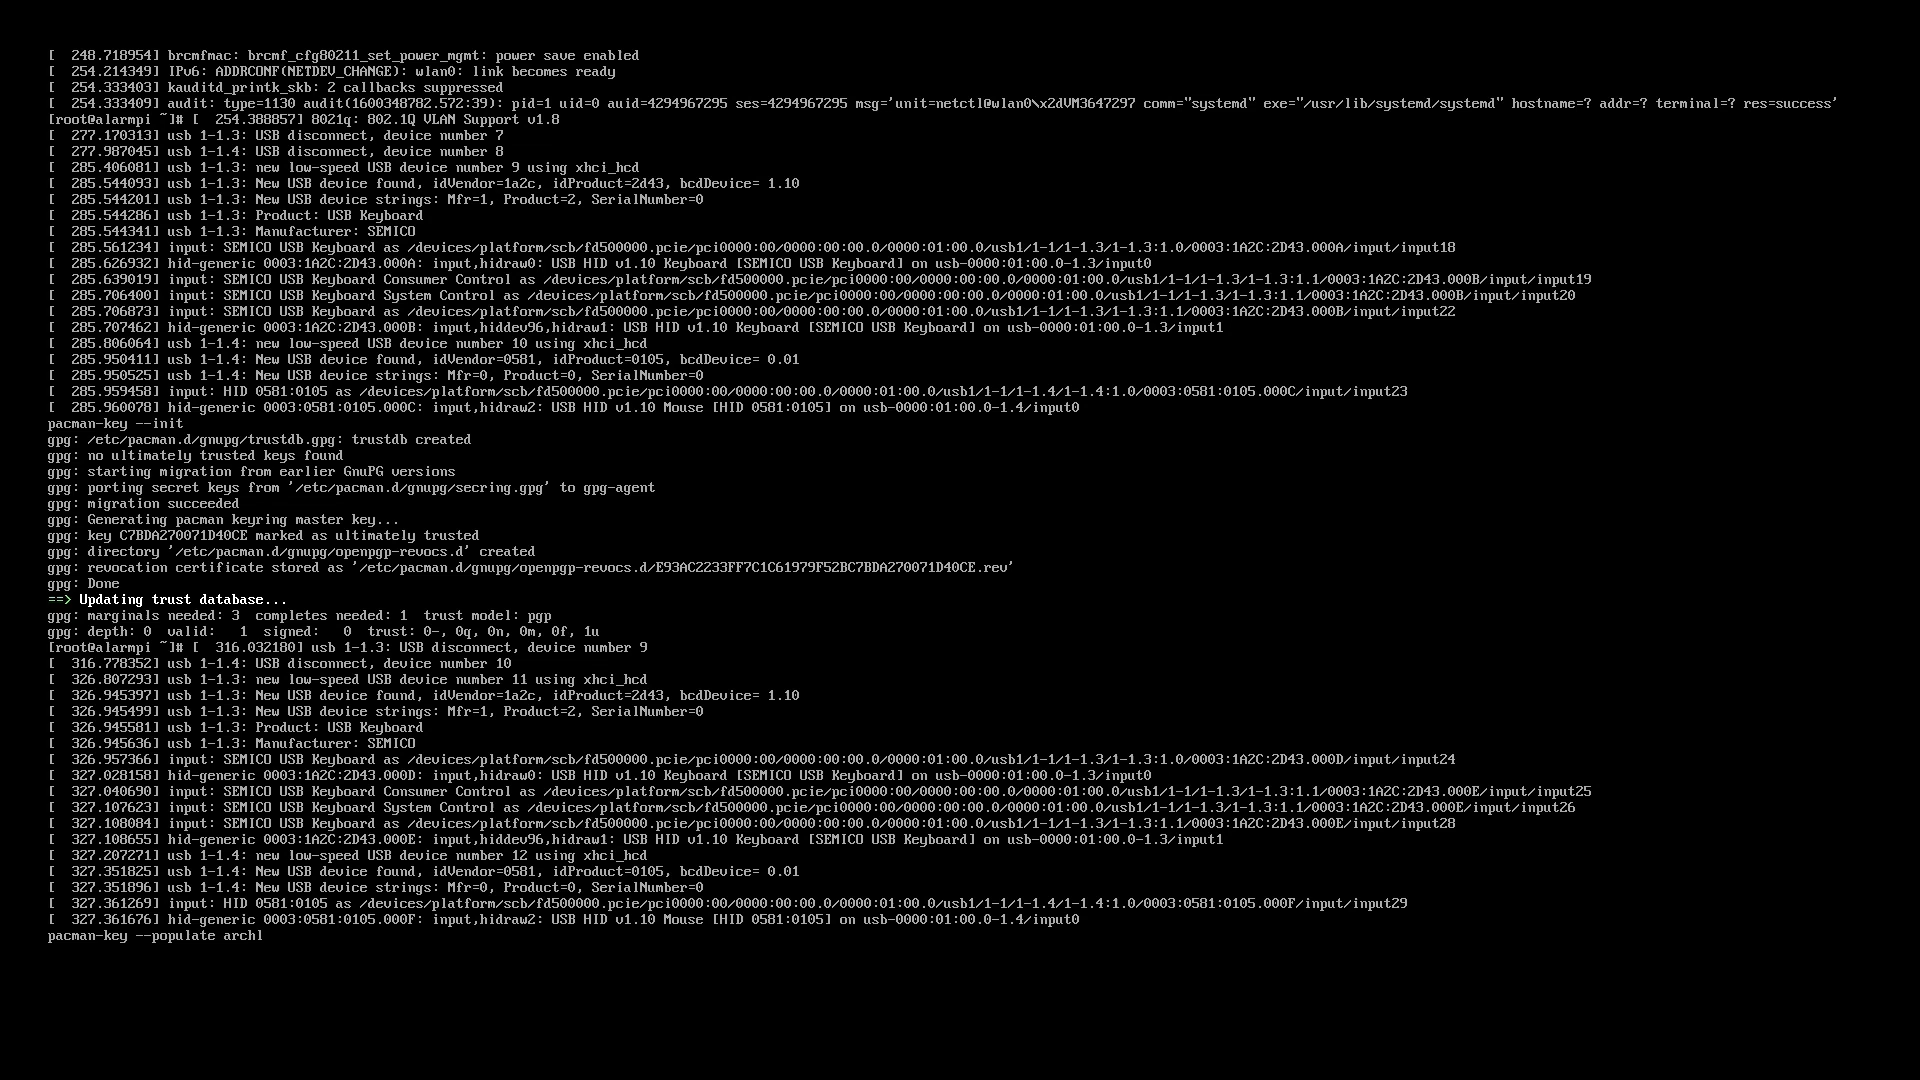 [  248.718954] brcmfmac: brcmf_cfg80211_set_power_mgmt: power save enabled
[  254.214349] IPv6: ADDRCONF(NETDEV_CHANGE): wlan0: link becomes ready
[  254.333403] kauditd_printk_skb: 2 callbacks suppressed
[  254.333409] audit: type=1130 audit(1600348782.572:39): pid=1 uid=0 auid=4294967295 ses=4294967295 msg='unit=netctl@wlan0\x2dVM3647297 comm="systemd" exe="/usr/lib/systemd/systemd" hostname=? addr=? terminal=? res=success'
[root@alarmpi ~]# [  254.388857] 8021q: 802.1Q VLAN Support v1.8
[  277.170313] usb 1-1.3: USB disconnect, device number 7
[  277.987045] usb 1-1.4: USB disconnect, device number 8
[  285.406081] usb 1-1.3: new low-speed USB device number 9 using xhci_hcd
[  285.544093] usb 1-1.3: New USB device found, idVendor=1a2c, idProduct=2d43, bcdDevice= 1.10
[  285.544201] usb 1-1.3: New USB device strings: Mfr=1, Product=2, SerialNumber=0
[  285.544286] usb 1-1.3: Product: USB Keyboard
[  285.544341] usb 1-1.3: Manufacturer: SEMICO
[  285.561234] input: SEMICO USB Keyboard as /devices/platform/scb/fd500000.pcie/pci0000:00/0000:00:00.0/0000:01:00.0/usb1/1-1/1-1.3/1-1.3:1.0/0003:1A2C:2D43.000A/input/input18
[  285.626932] hid-generic 0003:1A2C:2D43.000A: input,hidraw0: USB HID v1.10 Keyboard [SEMICO USB Keyboard] on usb-0000:01:00.0-1.3/input0
[  285.639019] input: SEMICO USB Keyboard Consumer Control as /devices/platform/scb/fd500000.pcie/pci0000:00/0000:00:00.0/0000:01:00.0/usb1/1-1/1-1.3/1-1.3:1.1/0003:1A2C:2D43.000B/input/input19
[  285.706400] input: SEMICO USB Keyboard System Control as /devices/platform/scb/fd500000.pcie/pci0000:00/0000:00:00.0/0000:01:00.0/usb1/1-1/1-1.3/1-1.3:1.1/0003:1A2C:2D43.000B/input/input20
[  285.706873] input: SEMICO USB Keyboard as /devices/platform/scb/fd500000.pcie/pci0000:00/0000:00:00.0/0000:01:00.0/usb1/1-1/1-1.3/1-1.3:1.1/0003:1A2C:2D43.000B/input/input22
[  285.707462] hid-generic 0003:1A2C:2D43.000B: input,hiddev96,hidraw1: USB HID v1.10 Keyboard [SEMICO USB Keyboard] on usb-0000:01:00.0-1.3/input1
[  285.806064] usb 1-1.4: new low-speed USB device number 10 using xhci_hcd
[  285.950411] usb 1-1.4: New USB device found, idVendor=0581, idProduct=0105, bcdDevice= 0.01
[  285.950525] usb 1-1.4: New USB device strings: Mfr=0, Product=0, SerialNumber=0
[  285.959458] input: HID 0581:0105 as /devices/platform/scb/fd500000.pcie/pci0000:00/0000:00:00.0/0000:01:00.0/usb1/1-1/1-1.4/1-1.4:1.0/0003:0581:0105.000C/input/input23
[  285.960078] hid-generic 0003:0581:0105.000C: input,hidraw2: USB HID v1.10 Mouse [HID 0581:0105] on usb-0000:01:00.0-1.4/input0
pacman-key --init
gpg: /etc/pacman.d/gnupg/trustdb.gpg: trustdb created
gpg: no ultimately trusted keys found
gpg: starting migration from earlier GnuPG versions
gpg: porting secret keys from '/etc/pacman.d/gnupg/secring.gpg' to gpg-agent
gpg: migration succeeded
gpg: Generating pacman keyring master key...
gpg: key C7BDA270071D40CE marked as ultimately trusted
gpg: directory '/etc/pacman.d/gnupg/openpgp-revocs.d' created
gpg: revocation certificate stored as '/etc/pacman.d/gnupg/openpgp-revocs.d/E93AC2233FF7C1C61979F52BC7BDA270071D40CE.rev'
gpg: Done
==> Updating trust database...
gpg: marginals needed: 3  completes needed: 1  trust model: pgp
gpg: depth: 0  valid:   1  signed:   0  trust: 0-, 0q, 0n, 0m, 0f, 1u
[root@alarmpi ~]# [  316.032180] usb 1-1.3: USB disconnect, device number 9
[  316.778352] usb 1-1.4: USB disconnect, device number 10
[  326.807293] usb 1-1.3: new low-speed USB device number 11 using xhci_hcd
[  326.945397] usb 1-1.3: New USB device found, idVendor=1a2c, idProduct=2d43, bcdDevice= 1.10
[  326.945499] usb 1-1.3: New USB device strings: Mfr=1, Product=2, SerialNumber=0
[  326.945581] usb 1-1.3: Product: USB Keyboard
[  326.945636] usb 1-1.3: Manufacturer: SEMICO
[  326.957366] input: SEMICO USB Keyboard as /devices/platform/scb/fd500000.pcie/pci0000:00/0000:00:00.0/0000:01:00.0/usb1/1-1/1-1.3/1-1.3:1.0/0003:1A2C:2D43.000D/input/input24
[  327.028158] hid-generic 0003:1A2C:2D43.000D: input,hidraw0: USB HID v1.10 Keyboard [SEMICO USB Keyboard] on usb-0000:01:00.0-1.3/input0
[  327.040690] input: SEMICO USB Keyboard Consumer Control as /devices/platform/scb/fd500000.pcie/pci0000:00/0000:00:00.0/0000:01:00.0/usb1/1-1/1-1.3/1-1.3:1.1/0003:1A2C:2D43.000E/input/input25
[  327.107623] input: SEMICO USB Keyboard System Control as /devices/platform/scb/fd500000.pcie/pci0000:00/0000:00:00.0/0000:01:00.0/usb1/1-1/1-1.3/1-1.3:1.1/0003:1A2C:2D43.000E/input/input26
[  327.108084] input: SEMICO USB Keyboard as /devices/platform/scb/fd500000.pcie/pci0000:00/0000:00:00.0/0000:01:00.0/usb1/1-1/1-1.3/1-1.3:1.1/0003:1A2C:2D43.000E/input/input28
[  327.108655] hid-generic 0003:1A2C:2D43.000E: input,hiddev96,hidraw1: USB HID v1.10 Keyboard [SEMICO USB Keyboard] on usb-0000:01:00.0-1.3/input1
[  327.207271] usb 1-1.4: new low-speed USB device number 12 using xhci_hcd
[  327.351825] usb 1-1.4: New USB device found, idVendor=0581, idProduct=0105, bcdDevice= 0.01
[  327.351896] usb 1-1.4: New USB device strings: Mfr=0, Product=0, SerialNumber=0
[  327.361269] input: HID 0581:0105 as /devices/platform/scb/fd500000.pcie/pci0000:00/0000:00:00.0/0000:01:00.0/usb1/1-1/1-1.4/1-1.4:1.0/0003:0581:0105.000F/input/input29
[  327.361676] hid-generic 0003:0581:0105.000F: input,hidraw2: USB HID v1.10 Mouse [HID 0581:0105] on usb-0000:01:00.0-1.4/input0
pacman-key --populate archl